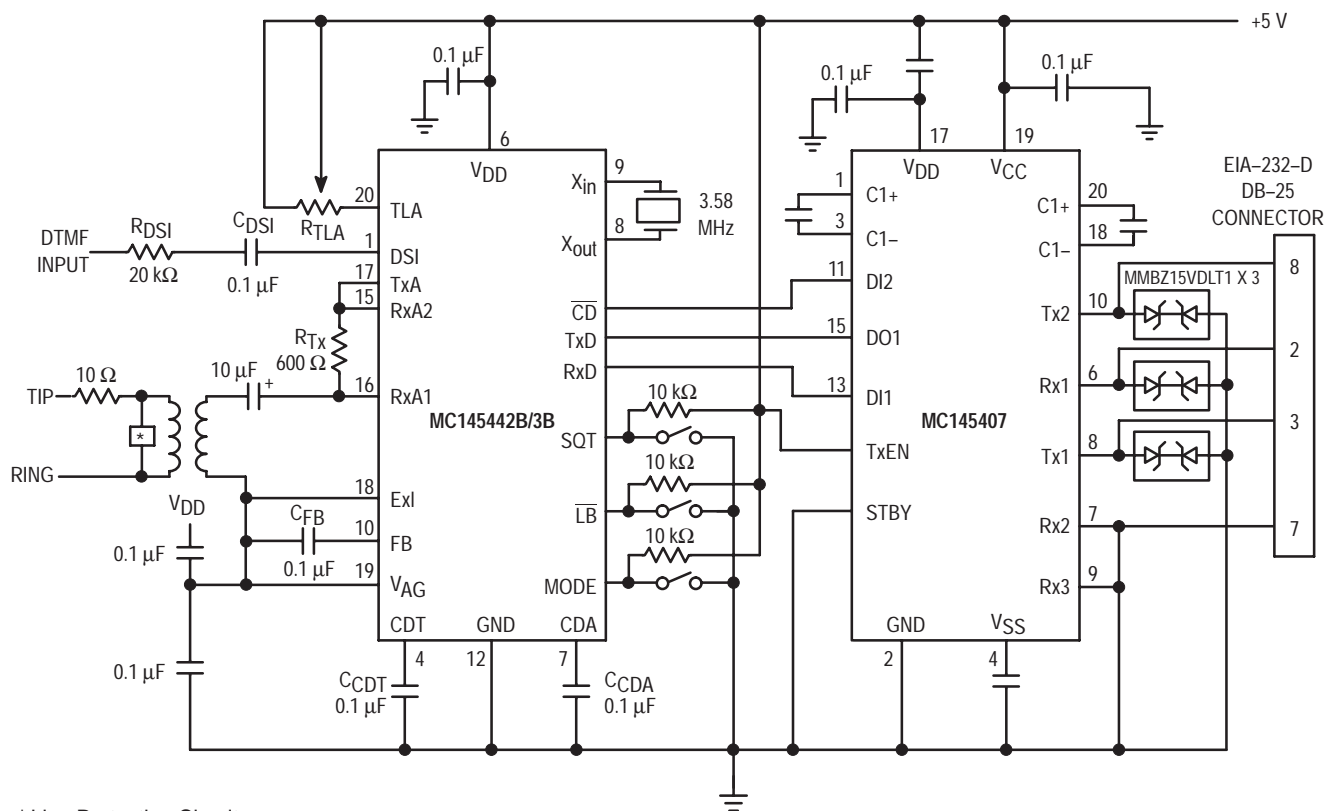 +5 V
0.1 µF
0.1 µF
0.1 µF
6
17
19
VDD
VDD
VCC
EIA–232–D
DB–25
CONNECTOR
9
Xin
3.58
MHz
8
Xout
1
C1+
3
C1–
20
C1+
18
C1–
20
TLA
RTLA
DTMF
INPUT
RDSI
20 kΩ
CDSI
0.1 µF
1
DSI
17
TxA
15
RxA2
RTx
600 Ω
CD
TxD
RxD
11
DI2
15
DO1
13
DI1
MMBZ15VDLT1 X 3
8
10
Tx2
2
6
Rx1
3
8
Tx1
TIP
10 Ω
10 µF
+
16
RxA1
*
RING
MC145442B/3B
MC145407
10 kΩ
SQT
TxEN
10 kΩ
LB
STBY
10 kΩ
MODE
7
Rx2
7
9
Rx3
18
ExI
VDD
CFB
10
FB
0.1 µF
0.1 µF
19
VAG
CDT
GND
CDA
GND
VSS
4
12
7
2
4
0.1 µF
CCDT
0.1 µF
CCDA
0.1 µF